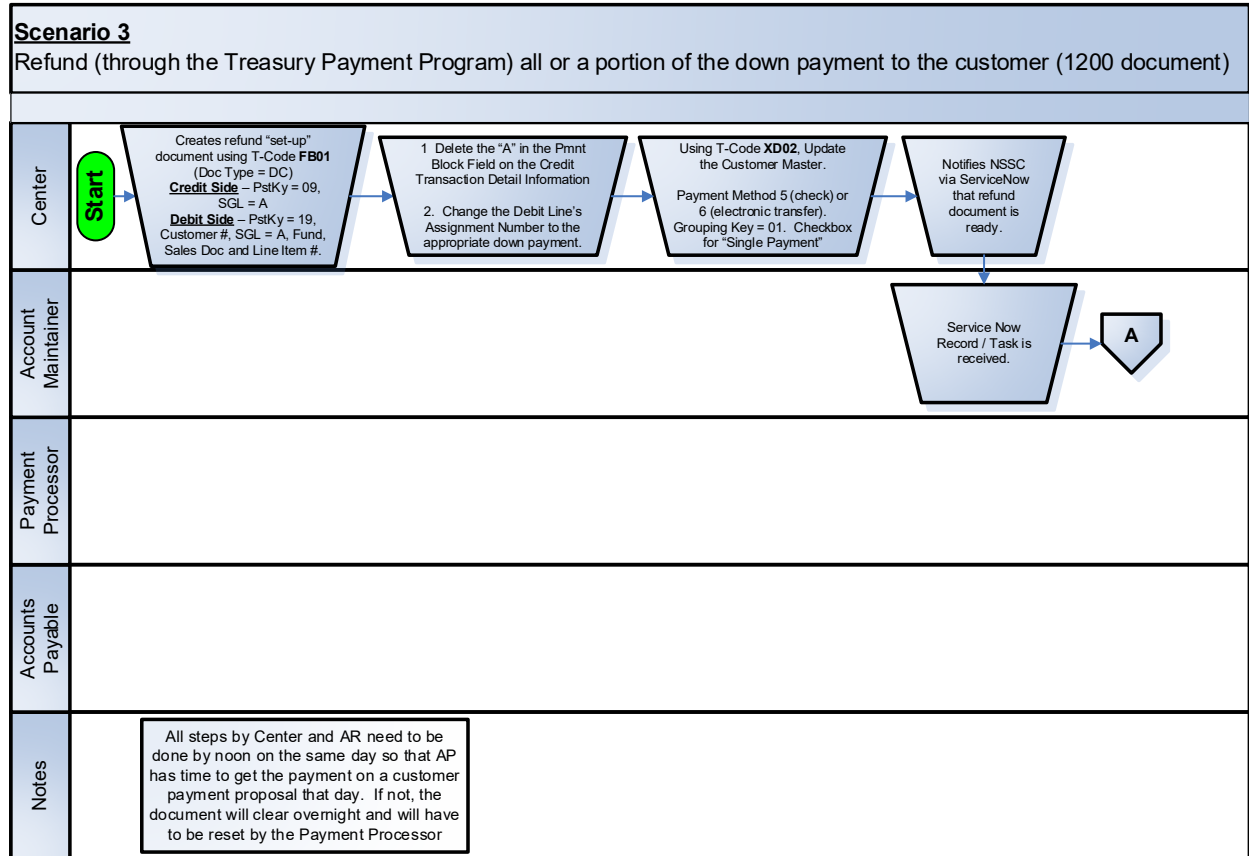 Scenario 3
Refund (through the Treasury Payment Program) all or a portion of the down payment to the customer (1200 document)
Center
Start
Creates refund “set-up”
document using T-Code FB01
(Doc Type = DC)
Credit Side – PstKy = 09,
SGL = A
Debit Side – PstKy = 19,
Customer #, SGL = A, Fund,
Sales Doc and Line Item #.
1 Delete the “A” in the Pmnt
Block Field on the Credit
Transaction Detail Information
2. Change the Debit Line’s
Assignment Number to the
appropriate down payment.
Using T-Code XD02, Update
the Customer Master.
Payment Method 5 (check) or
6 (electronic transfer).
Grouping Key = 01. Checkbox
for “Single Payment”
Notifies NSSC
via ServiceNow
that refund
document is
ready.
Account
Maintainer
Service Now
Record / Task is
received.
A
Payment
Processor
Accounts
Payable
Notes
All steps by Center and AR need to be
done by noon on the same day so that AP
has time to get the payment on a customer
payment proposal that day. If not, the
document will clear overnight and will have
to be reset by the Payment Processor